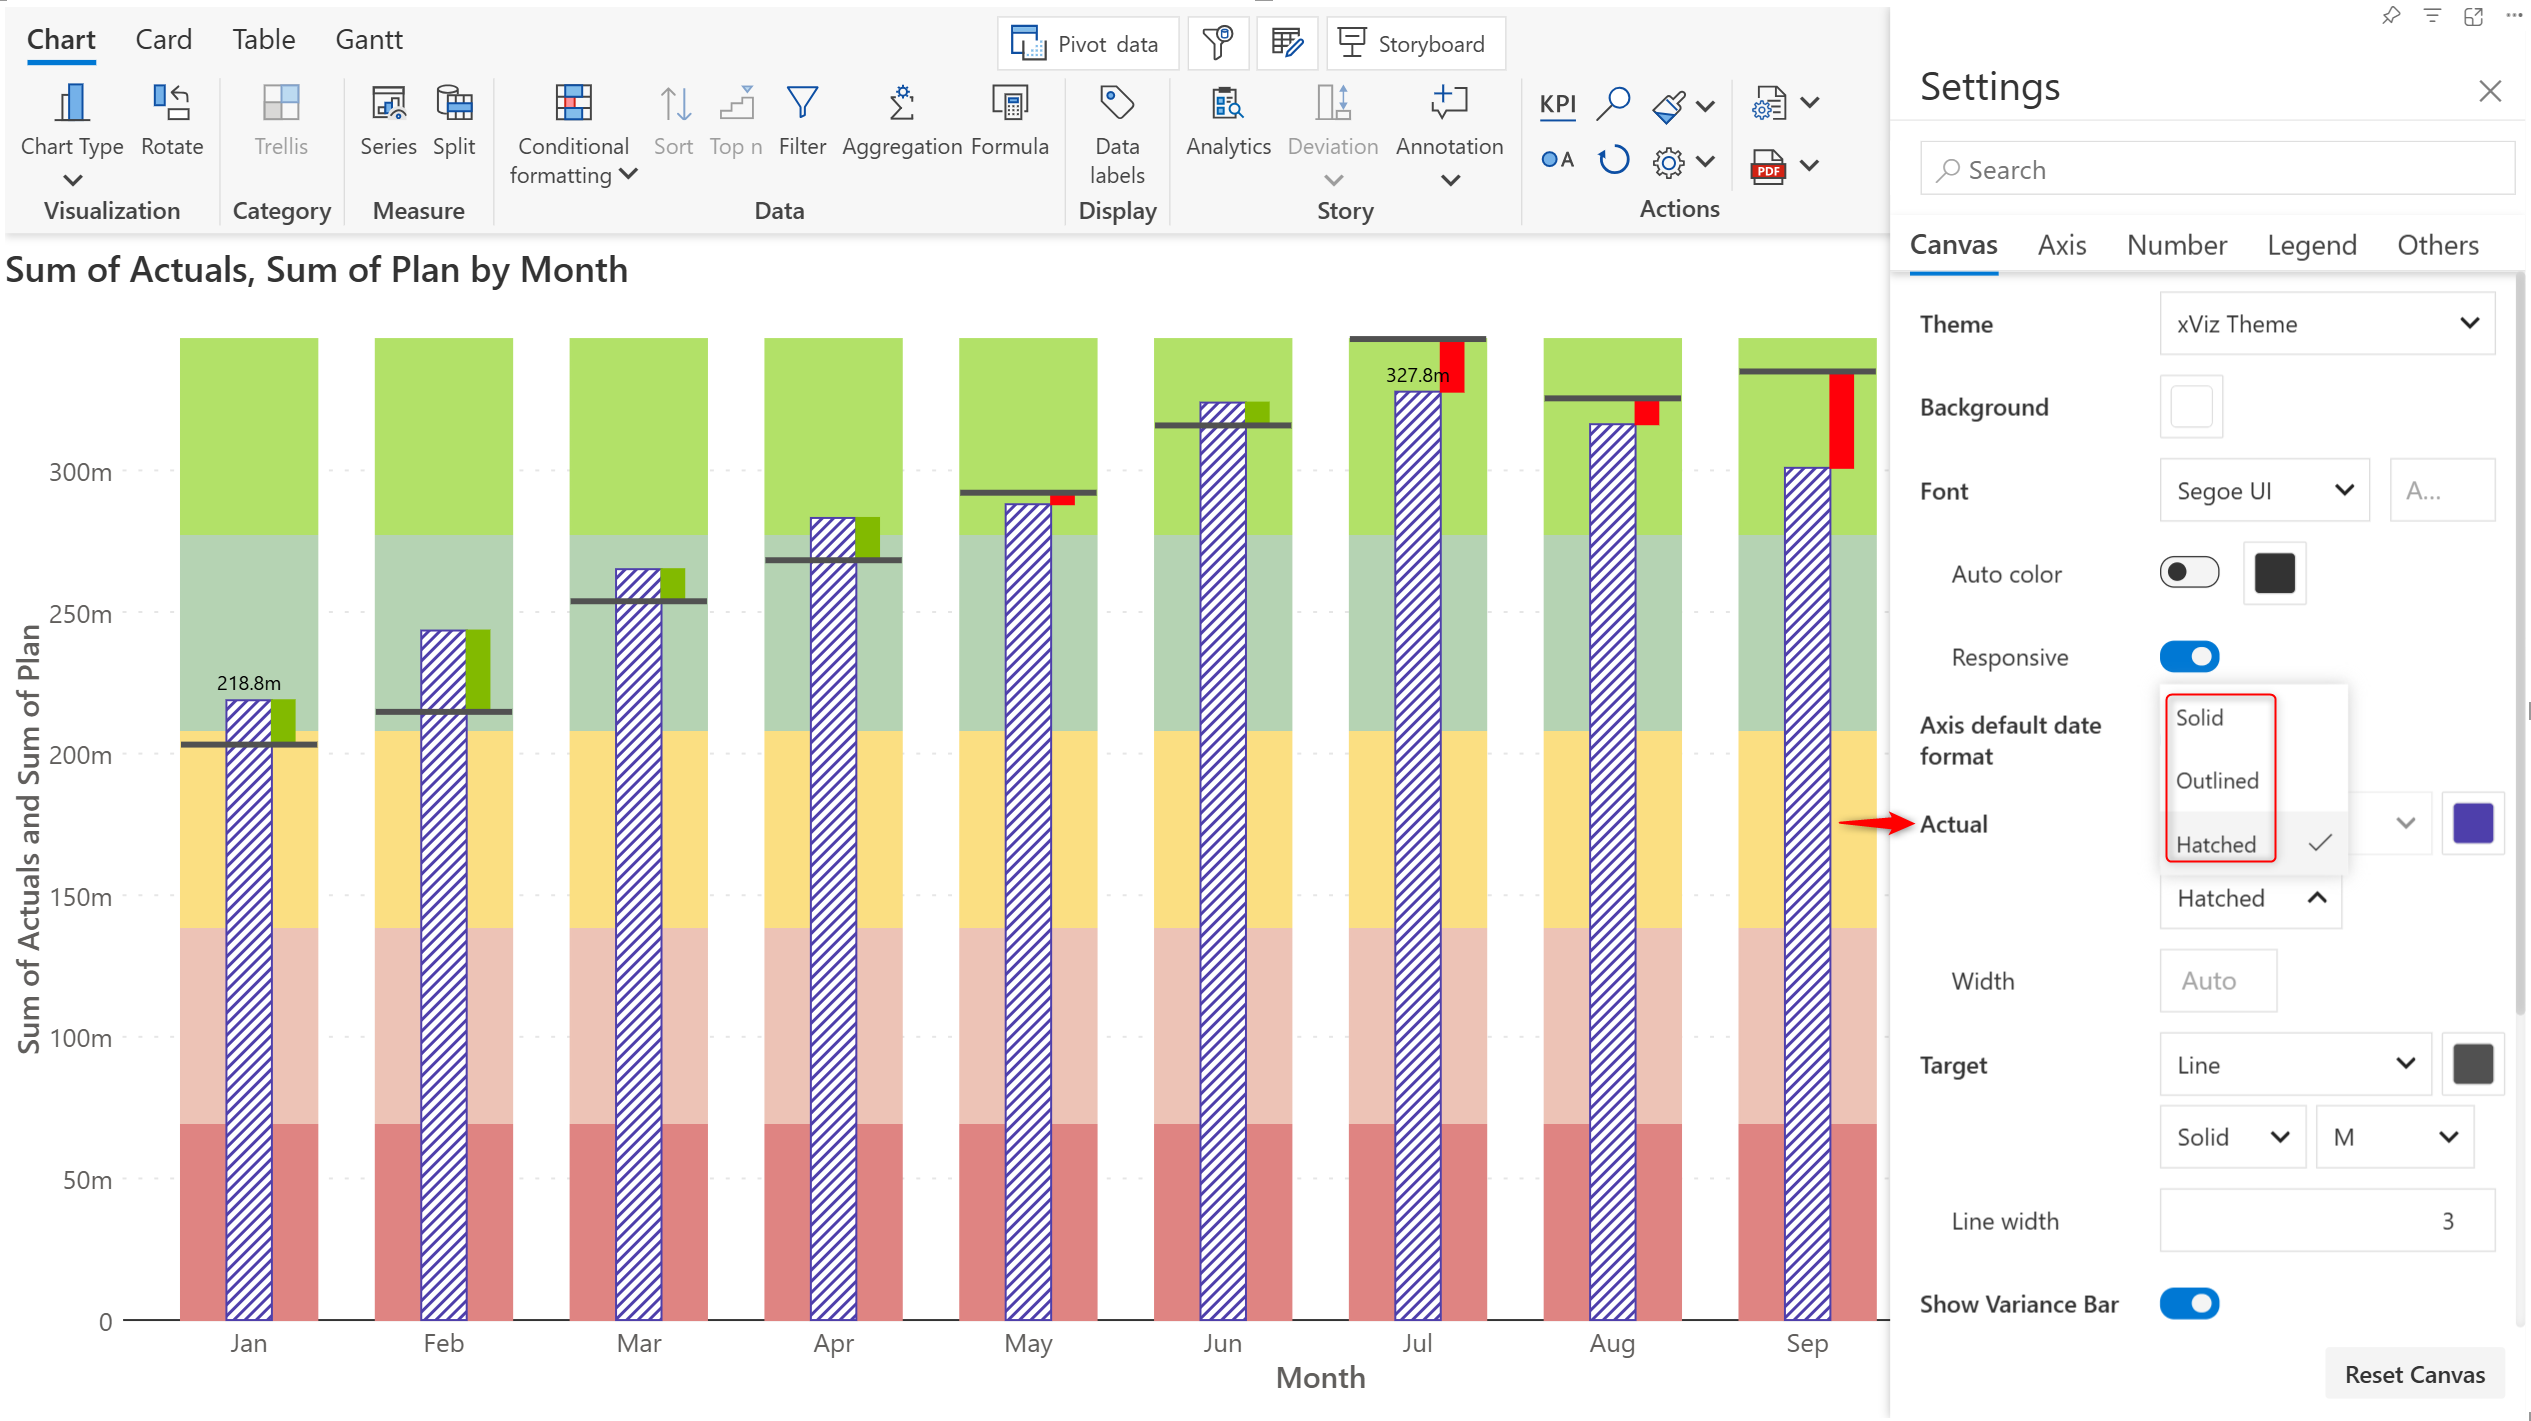 Chart Card Table Gantt
Pivot data
Storyboard
Chart Type Rotate Trellis Series Split Conditional formatting Sort Top n Filter Aggregation Formula Data labels Analytics Deviation Annotation
KPI
A
PDF
Visualization Category Measure Data Display Story Actions
Sum of Actuals, Sum of Plan by Month
Sum of Actuals and Sum of Plan
300m
250m
200m
150m
100m
50m
0
218.8m
327.8m
Jan Feb Mar Apr May Jun Jul Aug Sep
Month
Settings
Search
Canvas Axis Number Legend Others
Theme xViz Theme
Background
Font Segoe UI A...
Auto color
Responsive
Axis default date
format
Solid
Outlined
Actual
Hatched
Hatched
Width Auto
Target Line
Solid M
Line width 3
Show Variance Bar
Reset Canvas